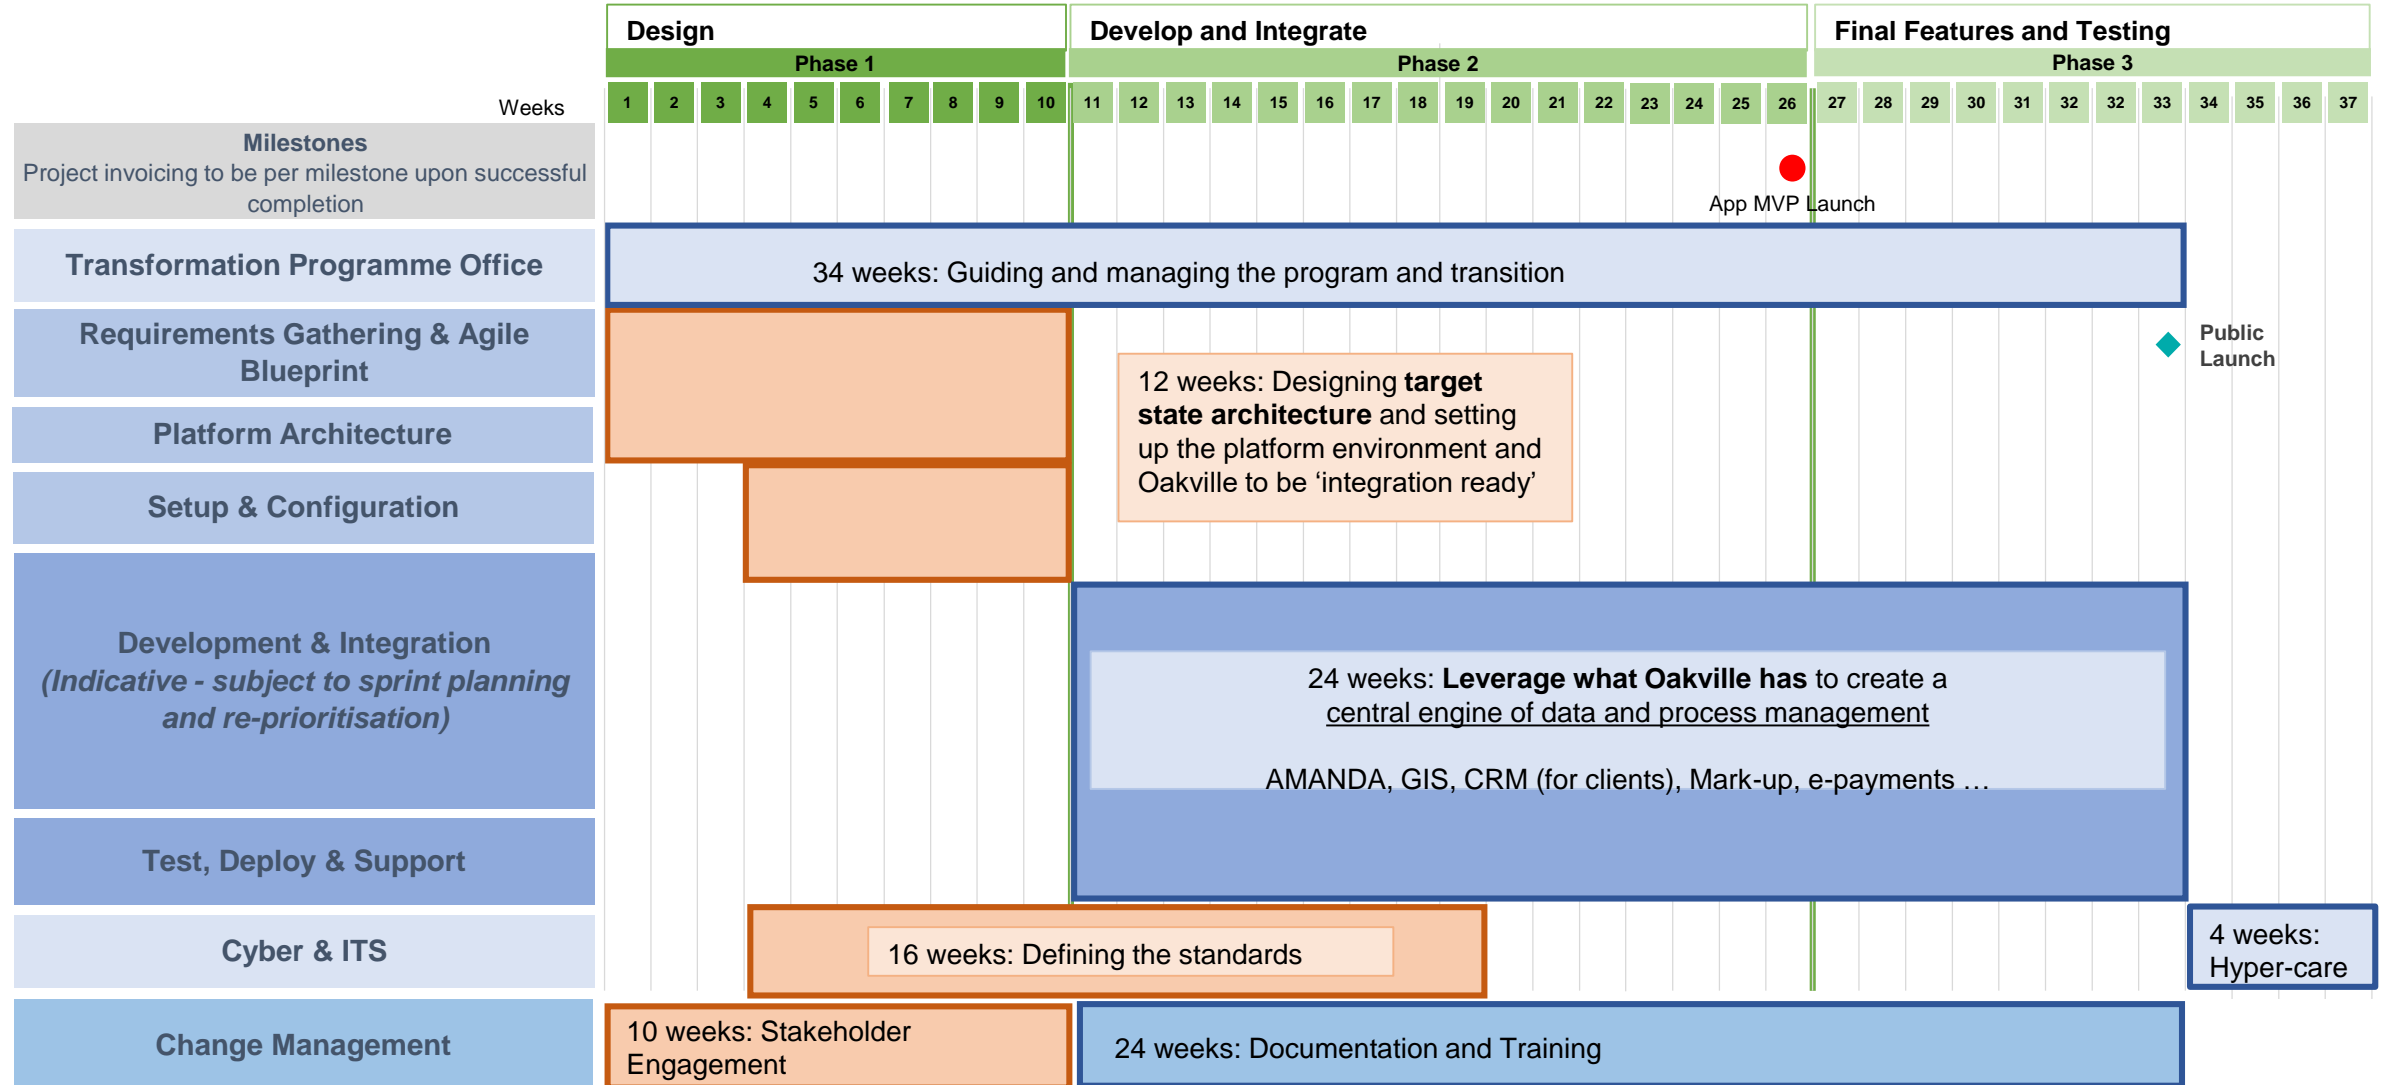 Design
Develop and Integrate
Final Features and Testing
Phase 1
Phase 2
Phase 3
Weeks
1 2 3 4 5 6 7 8 9 10 11 12 13 14 15 16 17 18 19 20 21 22 23 24 25 26 27 28 29 30 31 32 32 33 34 35 36 37
Milestones
Project invoicing to be per milestone upon successful
completion
App MVP Launch
Transformation Programme Office
34 weeks: Guiding and managing the program and transition
Requirements Gathering & Agile
Blueprint
Public
Launch
12 weeks: Designing target
state architecture and setting
up the platform environment and
Oakville to be ‘integration ready’
Platform Architecture
Setup & Configuration
Development & Integration
(Indicative - subject to sprint planning
and re-prioritisation)
24 weeks: Leverage what Oakville has to create a
central engine of data and process management
AMANDA, GIS, CRM (for clients), Mark-up, e-payments …
Test, Deploy & Support
Cyber & ITS
16 weeks: Defining the standards
4 weeks:
Hyper-care
Change Management
10 weeks: Stakeholder
Engagement
24 weeks: Documentation and Training